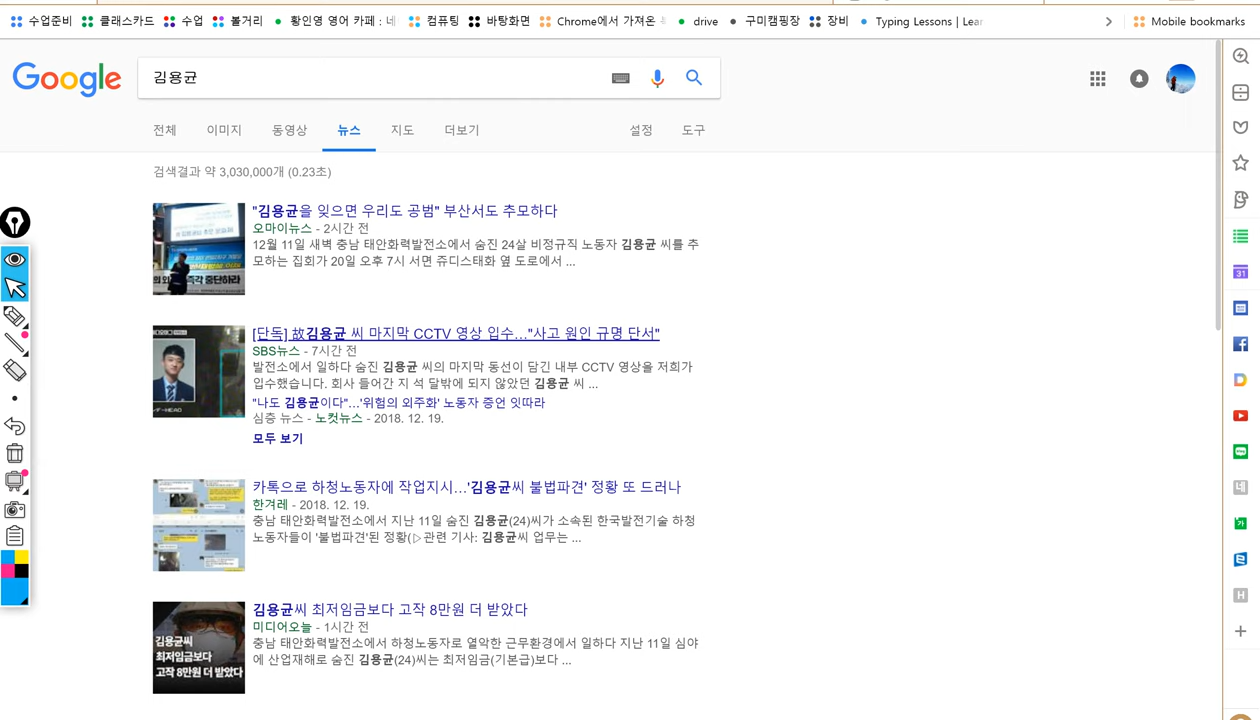 수업준비 클래스카드 수업 볼거리 황인영 영어 카페 : 네 컴퓨팅 바탕화면 Chrome에서 가져온 drive 구미캠핑장 장비 Typing Lessons | Lear Mobile bookmarks
Google 김용균
전체 이미지 동영상 뉴스 지도 더보기 설정 도구
검색결과 약 3,030,000개 (0.23초)
"김용균을 잊으면 우리도 공범" 부산서도 추모하다
오마이뉴스 - 2시간 전
12월 11일 새벽 충남 태안화력발전소에서 숨진 24살 비정규직 노동자 김용균 씨를 추
모하는 집회가 20일 오후 7시 서면 쥬디스태화 옆 도로에서 ...
[단독] 故김용균 씨 마지막 CCTV 영상 입수…"사고 원인 규명 단서"
SBS뉴스 - 7시간 전
발전소에서 일하다 숨진 김용균 씨의 마지막 동선이 담긴 내부 CCTV 영상을 저희가
입수했습니다. 회사 들어간 지 석 달밖에 되지 않았던 김용균 씨 ...
"나도 김용균이다"…'위험의 외주화' 노동자 증언 잇따라
심층 뉴스 - 노컷뉴스 - 2018. 12. 19.
모두 보기
카톡으로 하청노동자에 작업지시…'김용균씨 불법파견' 정황 또 드러나
한겨레 - 2018. 12. 19.
충남 태안화력발전소에서 지난 11일 숨진 김용균(24)씨가 소속된 한국발전기술 하청
노동자들이 '불법파견'된 정황(▷관련 기사: 김용균씨 업무는 ...
김용균씨 최저임금보다 고작 8만원 더 받았다
미디어오늘 - 1시간 전
충남 태안화력발전소에서 하청노동자로 열악한 근무환경에서 일하다 지난 11일 심야
에 산업재해로 숨진 김용균(24)씨는 최저임금(기본급)보다 ...
김용균씨
최저임금보다
고작 8만원 더 받았다
31